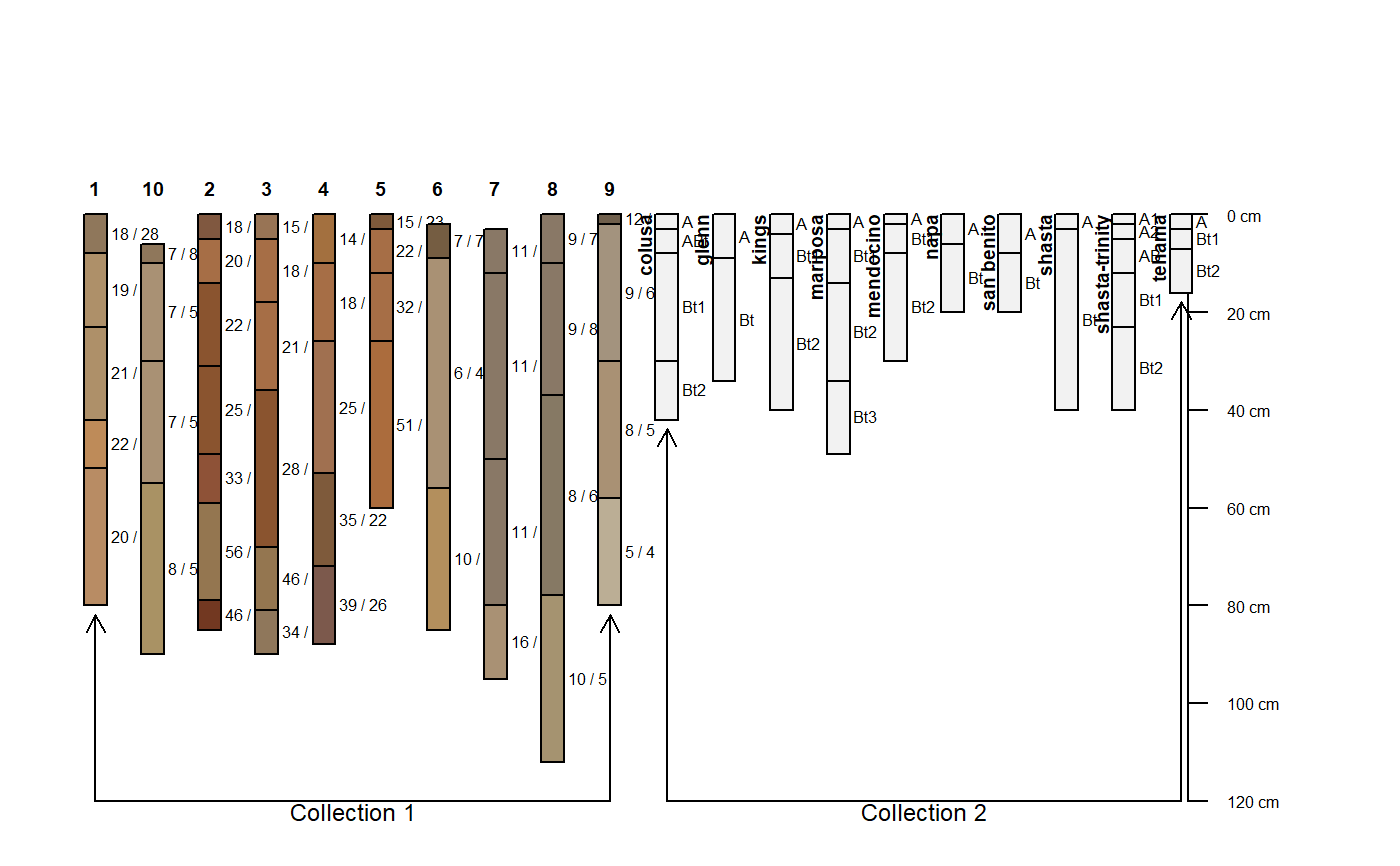 1 10 2 3 4 5 6 7 8 9
18 / 28
19 /
21 /
22 /
20 /
7 / 8
7 / 5
7 / 5
8 / 5
18 /
20 /
25 /
33 /
56 /
46 /
15 /
22 /
28 /
46 /
34 /
14 /
18 /
21 /
25 /
35 / 22
39 / 26
15 / 23
18 /
22 /
32 /
51 /
7 / 7
6 / 4
10 /
11 /
11 /
11 /
16 /
9 / 7
9 / 8
8 / 6
10 / 5
12 /
9 / 6
8 / 5
5 / 4
colusa
A
Bt1
Bt2
glenn
A
Bt
kings
A
Bt2
mariposa
Bt2
Bt3
mendocino
A
Bt2
napa
A
Bt
san benito
A
Bt
shasta
A
Bt
shasta-trinity
A1
A2
Bt1
Bt2
tehama
A
Bt1
Bt2
0 cm
20 cm
40 cm
60 cm
80 cm
100 cm
120 cm
Collection 1
Collection 2